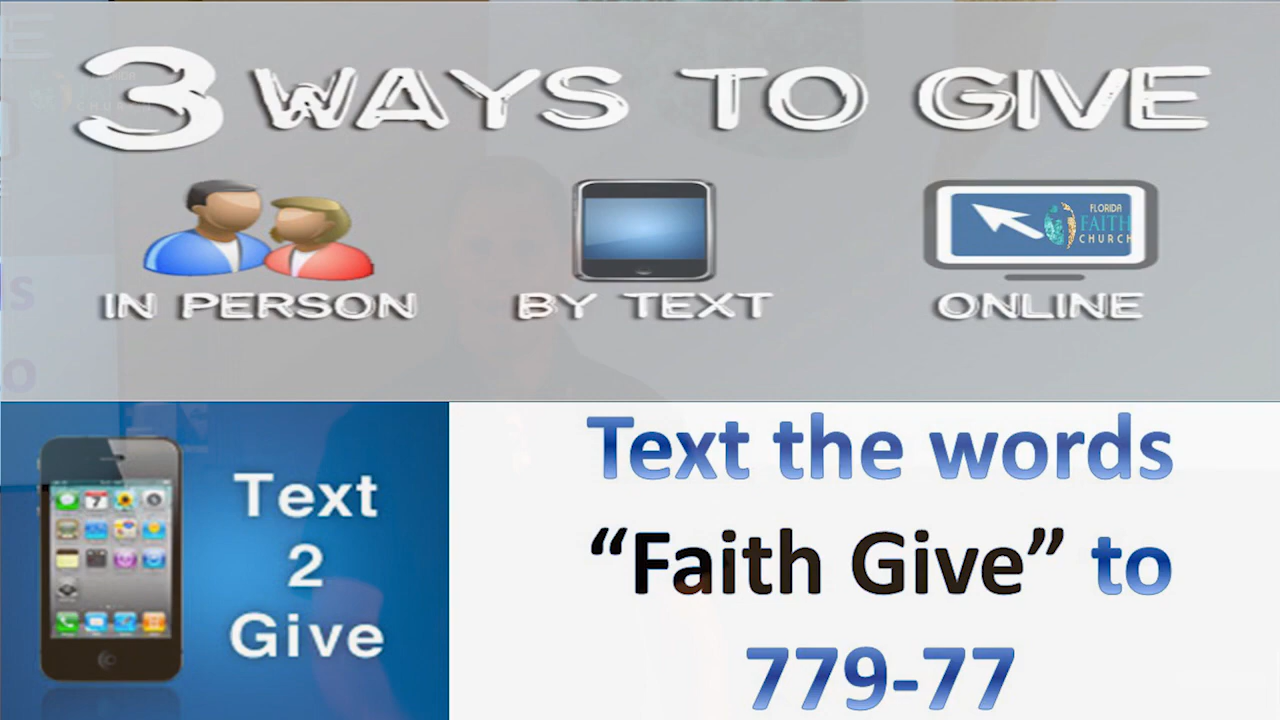 3 WAYS TO GIVE
IN PERSON
BY TEXT
ONLINE
FLORIDA
FAITH
CHURCH
Text
2
Give
Text the words
“Faith Give” to
779-77